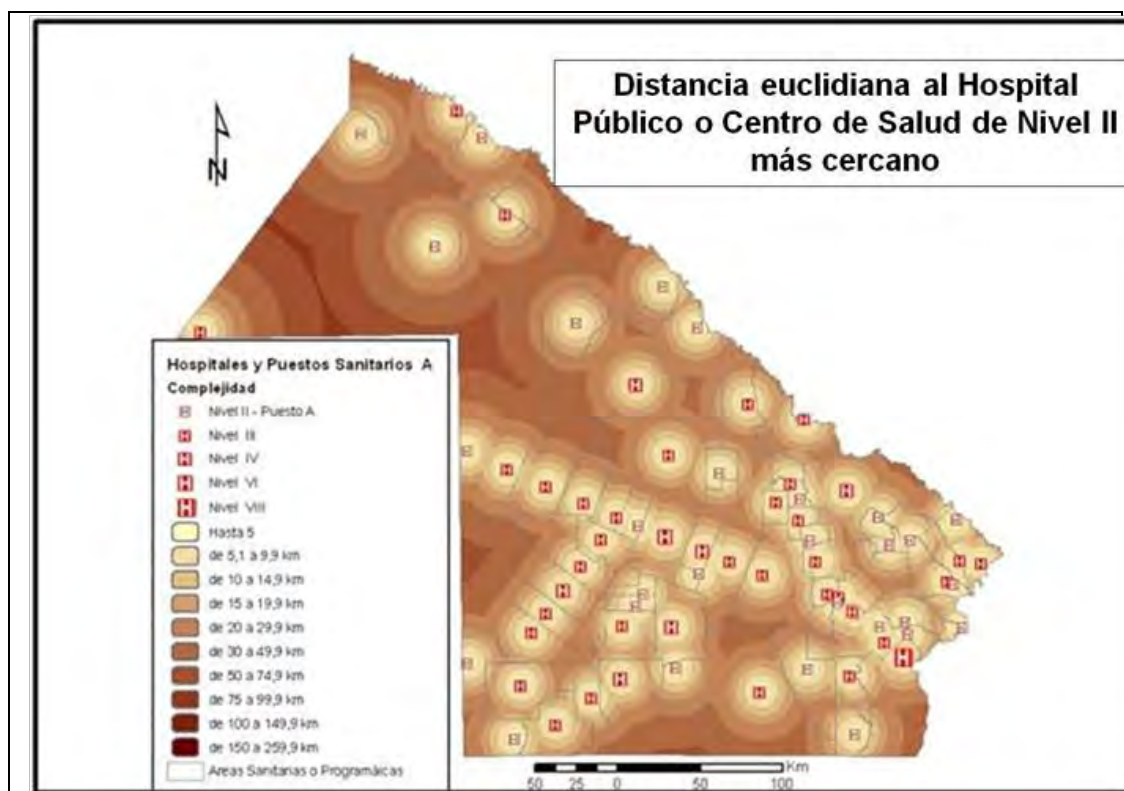 Distancia euclidiana al Hospital
Público o Centro de Salud de Nivel II
más cercano
N
Hospitales y Puestos Sanitarios A
Complejidad
Nivel II - Puesto A
Nivel III
Nivel IV
Nivel VI
Nivel VIII
Hasta 5
de 5,1 a 9,9 km
de 10 a 14,9 km
de 15 a 19,9 km
de 20 a 29,9 km
de 30 a 49,9 km
de 50 a 74,9 km
de 75 a 99,9 km
de 100 a 149,9 km
de 150 a 259,9 km
Areas Sanitarias o Programáicas
Km
50 25 0 50 100